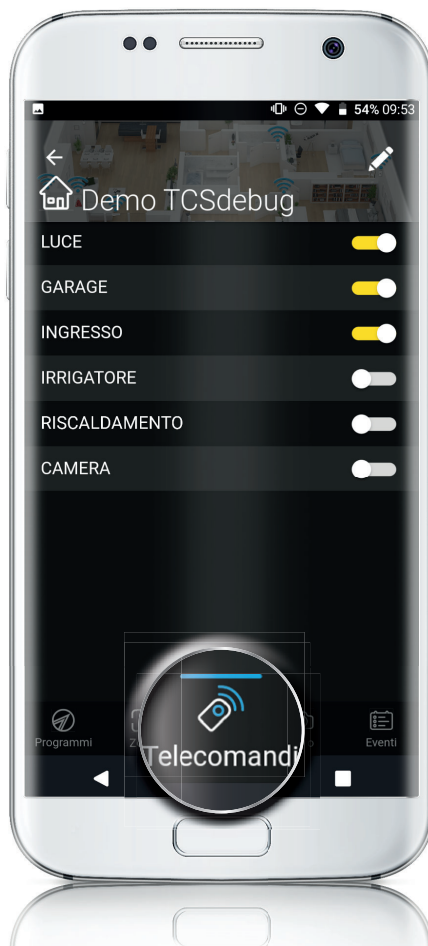 54% 09:53
Demo TCSdebug
LUCE
GARAGE
INGRESSO
IRRIGATORE
RISCALDAMENTO
CAMERA
Programmi
Telecomandi
Eventi